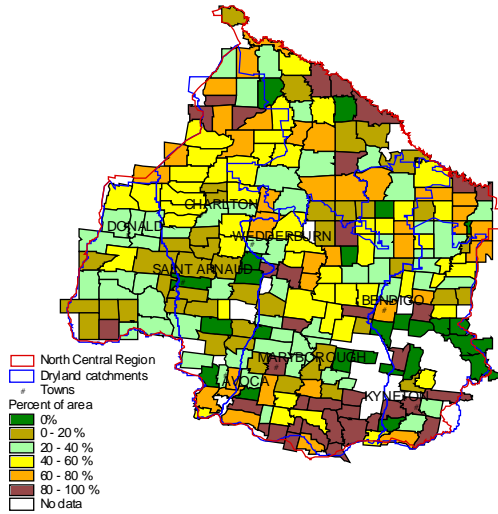 CHARLTON
DONALD
WEDDERBURN
SAINT ARNAUD
BENDIGO
MARYBOROUGH
AVOCA
KYNETON
North Central Region
Dryland catchments
# Towns
Percent of area
0%
0 - 20 %
20 - 40 %
40 - 60 %
60 - 80 %
80 - 100 %
No data